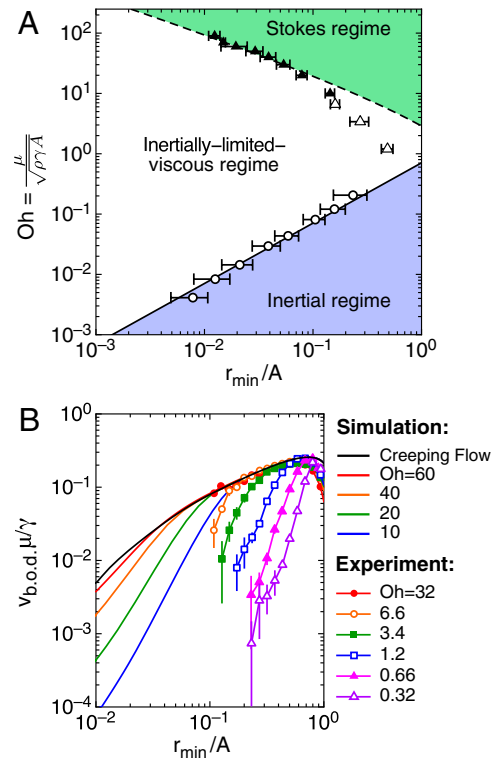 A
10²
10¹
10⁰
10⁻¹
10⁻²
10⁻³
Oh = μ/√ργA
Stokes regime
Inertially–limited–
viscous regime
Inertial regime
10⁻³
10⁻²
10⁻¹
10⁰
r_min/A
B
10⁰
10⁻¹
10⁻²
10⁻³
10⁻⁴
v_b.o.d.μ/γ
10⁻²
10⁻¹
10⁰
r_min/A
Simulation:
Creeping Flow
Oh=60
40
20
10
Experiment:
Oh=32
6.6
3.4
1.2
0.66
0.32